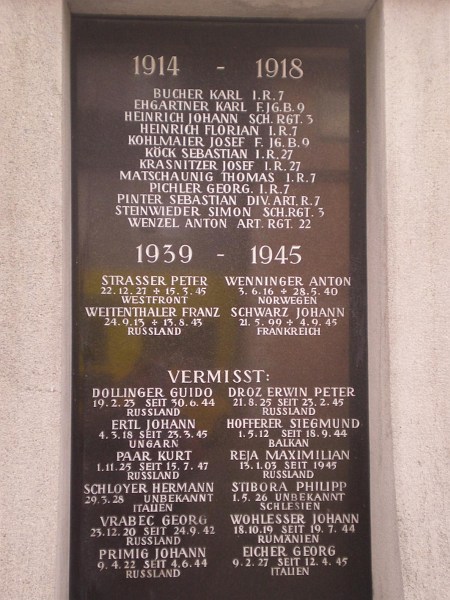 1914 - 1918
BUCHER KARL I.R.7
EHGARTNER KARL F.JG.B.9
HEINRICH JOHANN SCH.RGT.3
HEINRICH FLORIAN I.R.7
KOHLMAIER JOSEF F.JG.B.9
KÖCK SEBASTIAN I.R.27
KRASNITZER JOSEF I.R.27
MATSCHAUNIG THOMAS I.R.7
PICHLER GEORG I.R.7
PINTER SEBASTIAN DIV.ART.R.7
STEINWIEDER SIMON SCH.RGT.3
WENZEL ANTON ART.RGT.22
1939 - 1945
STRASSER PETER
22.12.27 ÷ 15.3.45
WESTFRONT
WENNINGER ANTON
3.6.16 ÷ 28.5.40
NORWEGEN
WEITENTHALER FRANZ
24.9.13 ÷ 13.8.43
RUSSLAND
SCHWARZ JOHANN
21.5.99 ÷ 4.9.45
FRANKREICH
VERMISST:
DOLLINGER GUIDO
19.2.23 SEIT 30.6.44
RUSSLAND
DROZ ERWIN PETER
21.8.25 SEIT 23.2.45
RUSSLAND
ERTL JOHANN
4.3.18 SEIT 23.3.45
UNGARN
HOFFERER SIEGMUND
1.5.12 SEIT 18.9.44
BALKAN
PAAR KURT
1.11.25 SEIT 15.7.47
RUSSLAND
REJA MAXIMILIAN
13.1.03 SEIT 1945
RUSSLAND
SCHLOYER HERMANN
29.3.28 UNBEKANNT
ITALIEN
STIBORA PHILIPP
1.5.26 UNBEKANNT
SCHLESIEN
VRABEC GEORG
23.12.20 SEIT 24.9.42
RUSSLAND
WOHLESSER JOHANN
18.10.19 SEIT 19.7.44
RUMÄNIEN
PRIMIG JOHANN
9.4.22 SEIT 4.6.44
RUSSLAND
EICHER GEORG
9.2.27 SEIT 12.4.45
ITALIEN